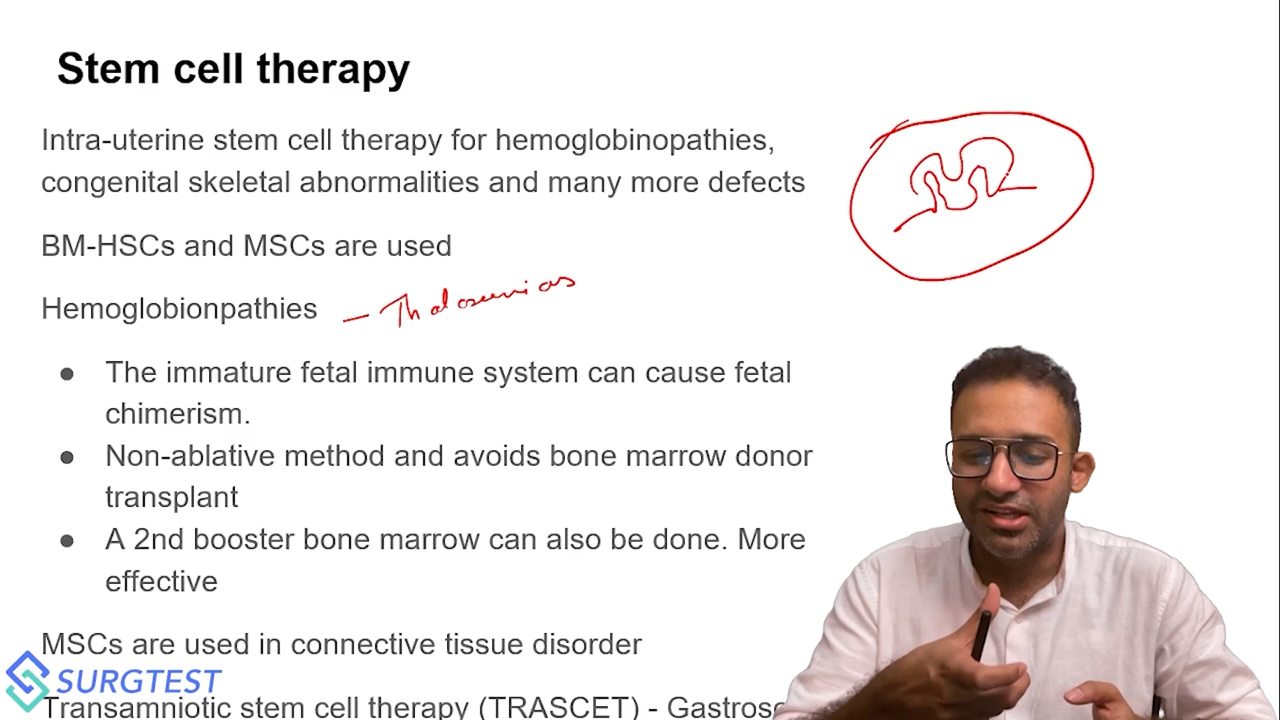 Stem cell therapy
Intra-uterine stem cell therapy for hemoglobinopathies,
congenital skeletal abnormalities and many more defects
BM-HSCs and MSCs are used
Hemoglobionpathies – Thalassemias
● The immature fetal immune system can cause fetal
chimerism.
● Non-ablative method and avoids bone marrow donor
transplant
● A 2nd booster bone marrow can also be done. More
effective
MSCs are used in connective tissue disorder
SURGTEST
Transamniotic stem cell therapy (TRASCET) - Gastrosc